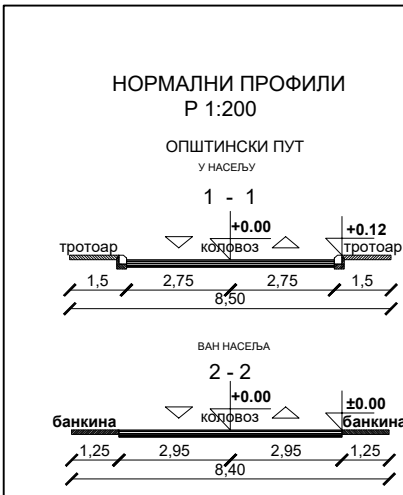 НОРМАЛНИ ПРОФИЛИ
Р 1:200
ОПШТИНСКИ ПУТ
У НАСЕЉУ
1 - 1
+0.00
+0.12
тротоар
коловоз
тротоар
1,5
2,75
2,75
1,5
8,50
ВАН НАСЕЉА
2 - 2
+0.00
±0.00
банкина
коловоз
банкина
1,25
2,95
2,95
1,25
8,40